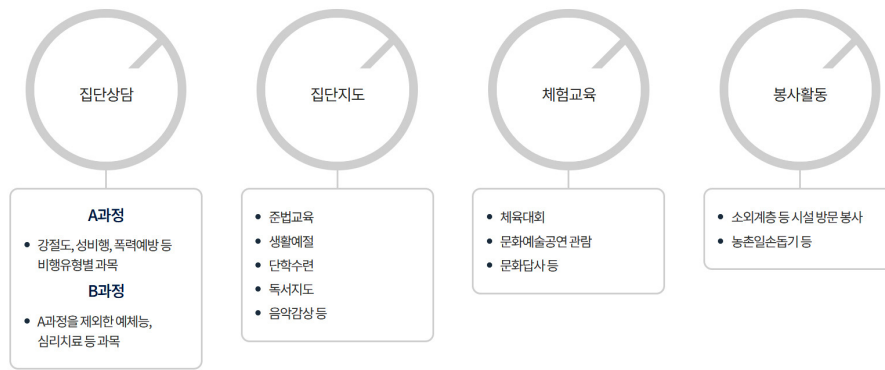 집단상담
A과정
강절도, 성비행, 폭력예방 등
비행유형별 과목
B과정
A과정을 제외한 예체능,
심리치료 등 과목
집단지도
준법교육
생활예절
단학수련
독서지도
음악감상 등
체험교육
체육대회
문화예술공연 관람
문화답사 등
봉사활동
소외계층 등 시설 방문 봉사
농촌일손돕기 등